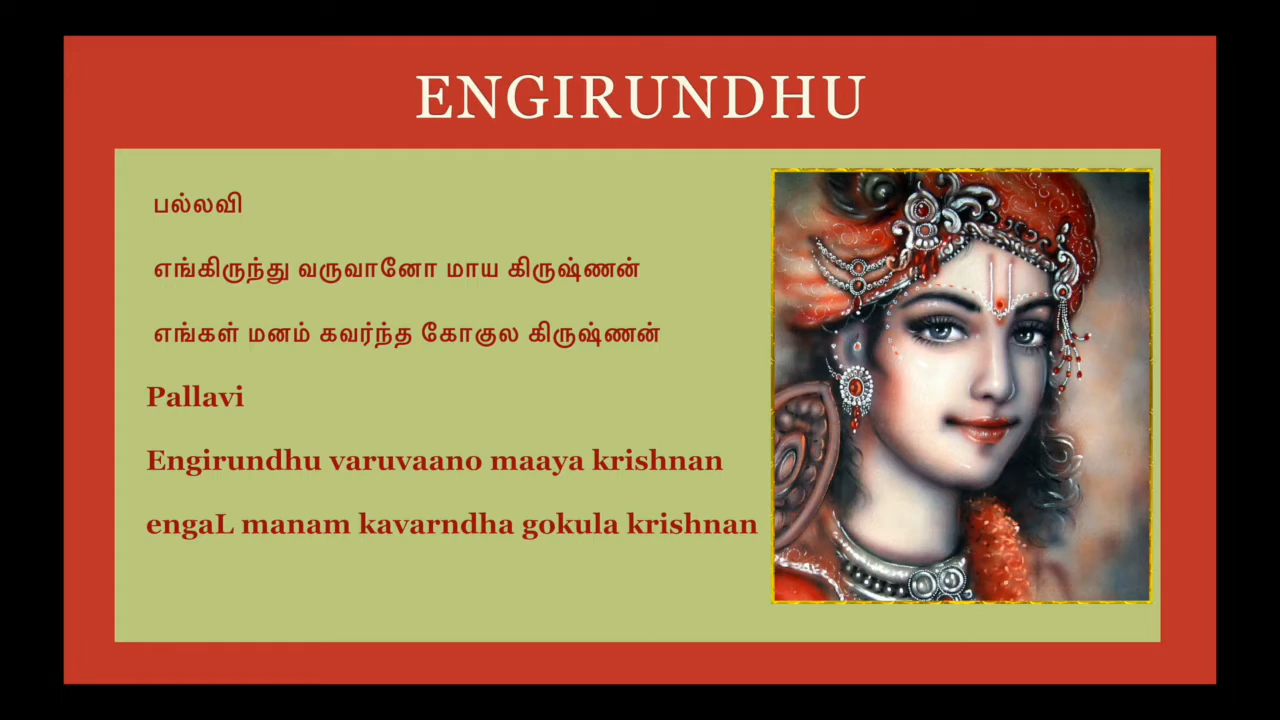 ENGIRUNDHU
பல்லவி
எங்கிருந்து வருவானோ மாய கிருஷ்ணன்
எங்கள் மனம் கவர்ந்த கோகுல கிருஷ்ணன்
Pallavi
Engirundhu varuvaano maaya krishnan
engaL manam kavarndha gokula krishnan